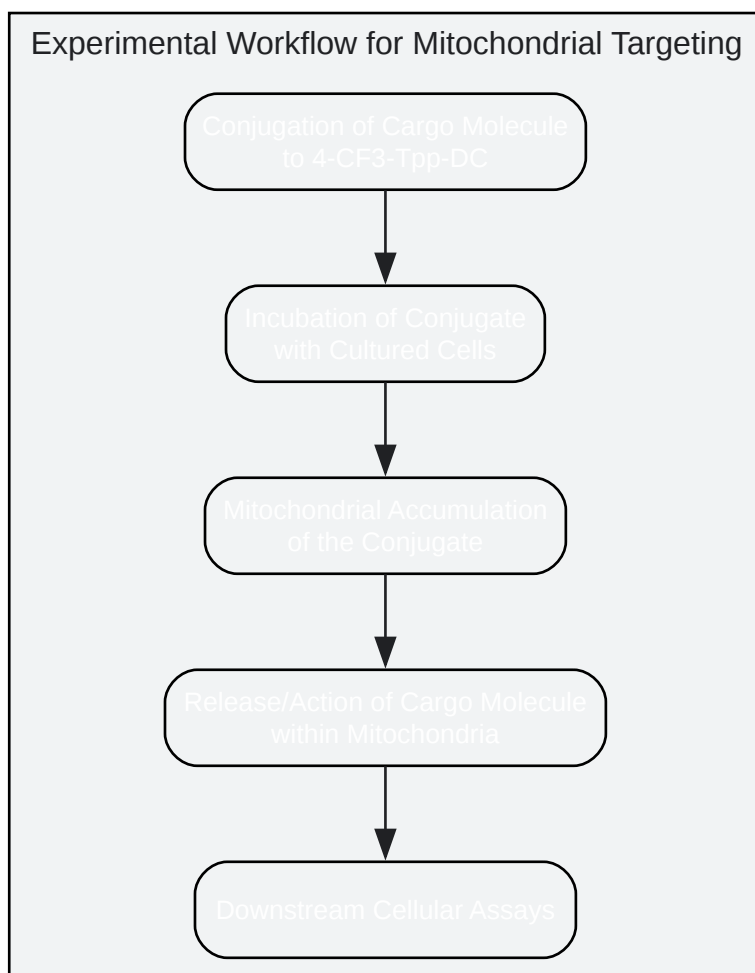 Experimental Workflow for Mitochondrial Targeting
Conjugation of Cargo Molecule
to 4-CF3-Tpp-DC
Incubation of Conjugate
with Cultured Cells
Mitochondrial Accumulation
of the Conjugate
Release/Action of Cargo Molecule
within Mitochondria
Downstream Cellular Assays